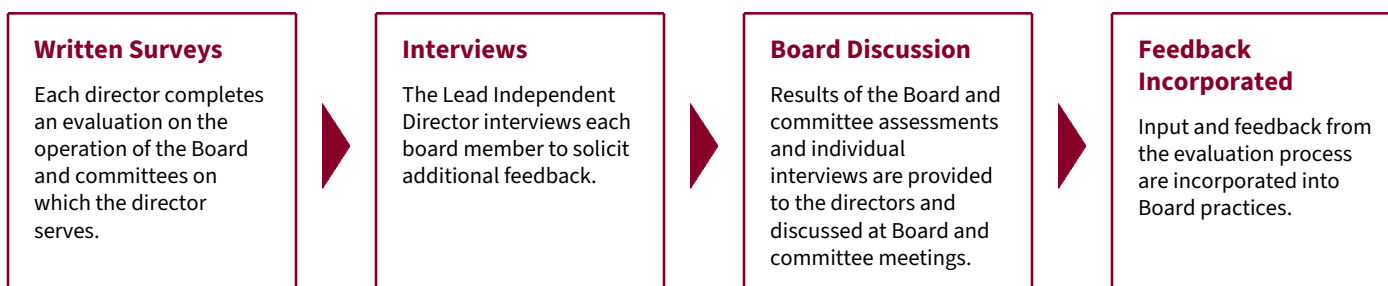 Written Surveys
Each director completes
an evaluation on the
operation of the Board
and committees on
which the director
serves.
Interviews
The Lead Independent
Director interviews each
board member to solicit
additional feedback.
Board Discussion
Results of the Board and
committee assessments
and individual
interviews are provided
to the directors and
discussed at Board and
committee meetings.
Feedback
Incorporated
Input and feedback from
the evaluation process
are incorporated into
Board practices.